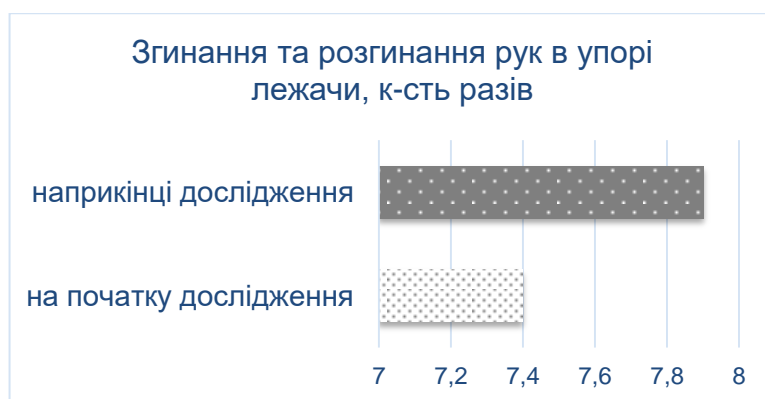 Згинання та розгинання рук в упорі
лежачи, к-сть разів
наприкінці дослідження
на початку дослідження
7 7,2 7,4 7,6 7,8 8